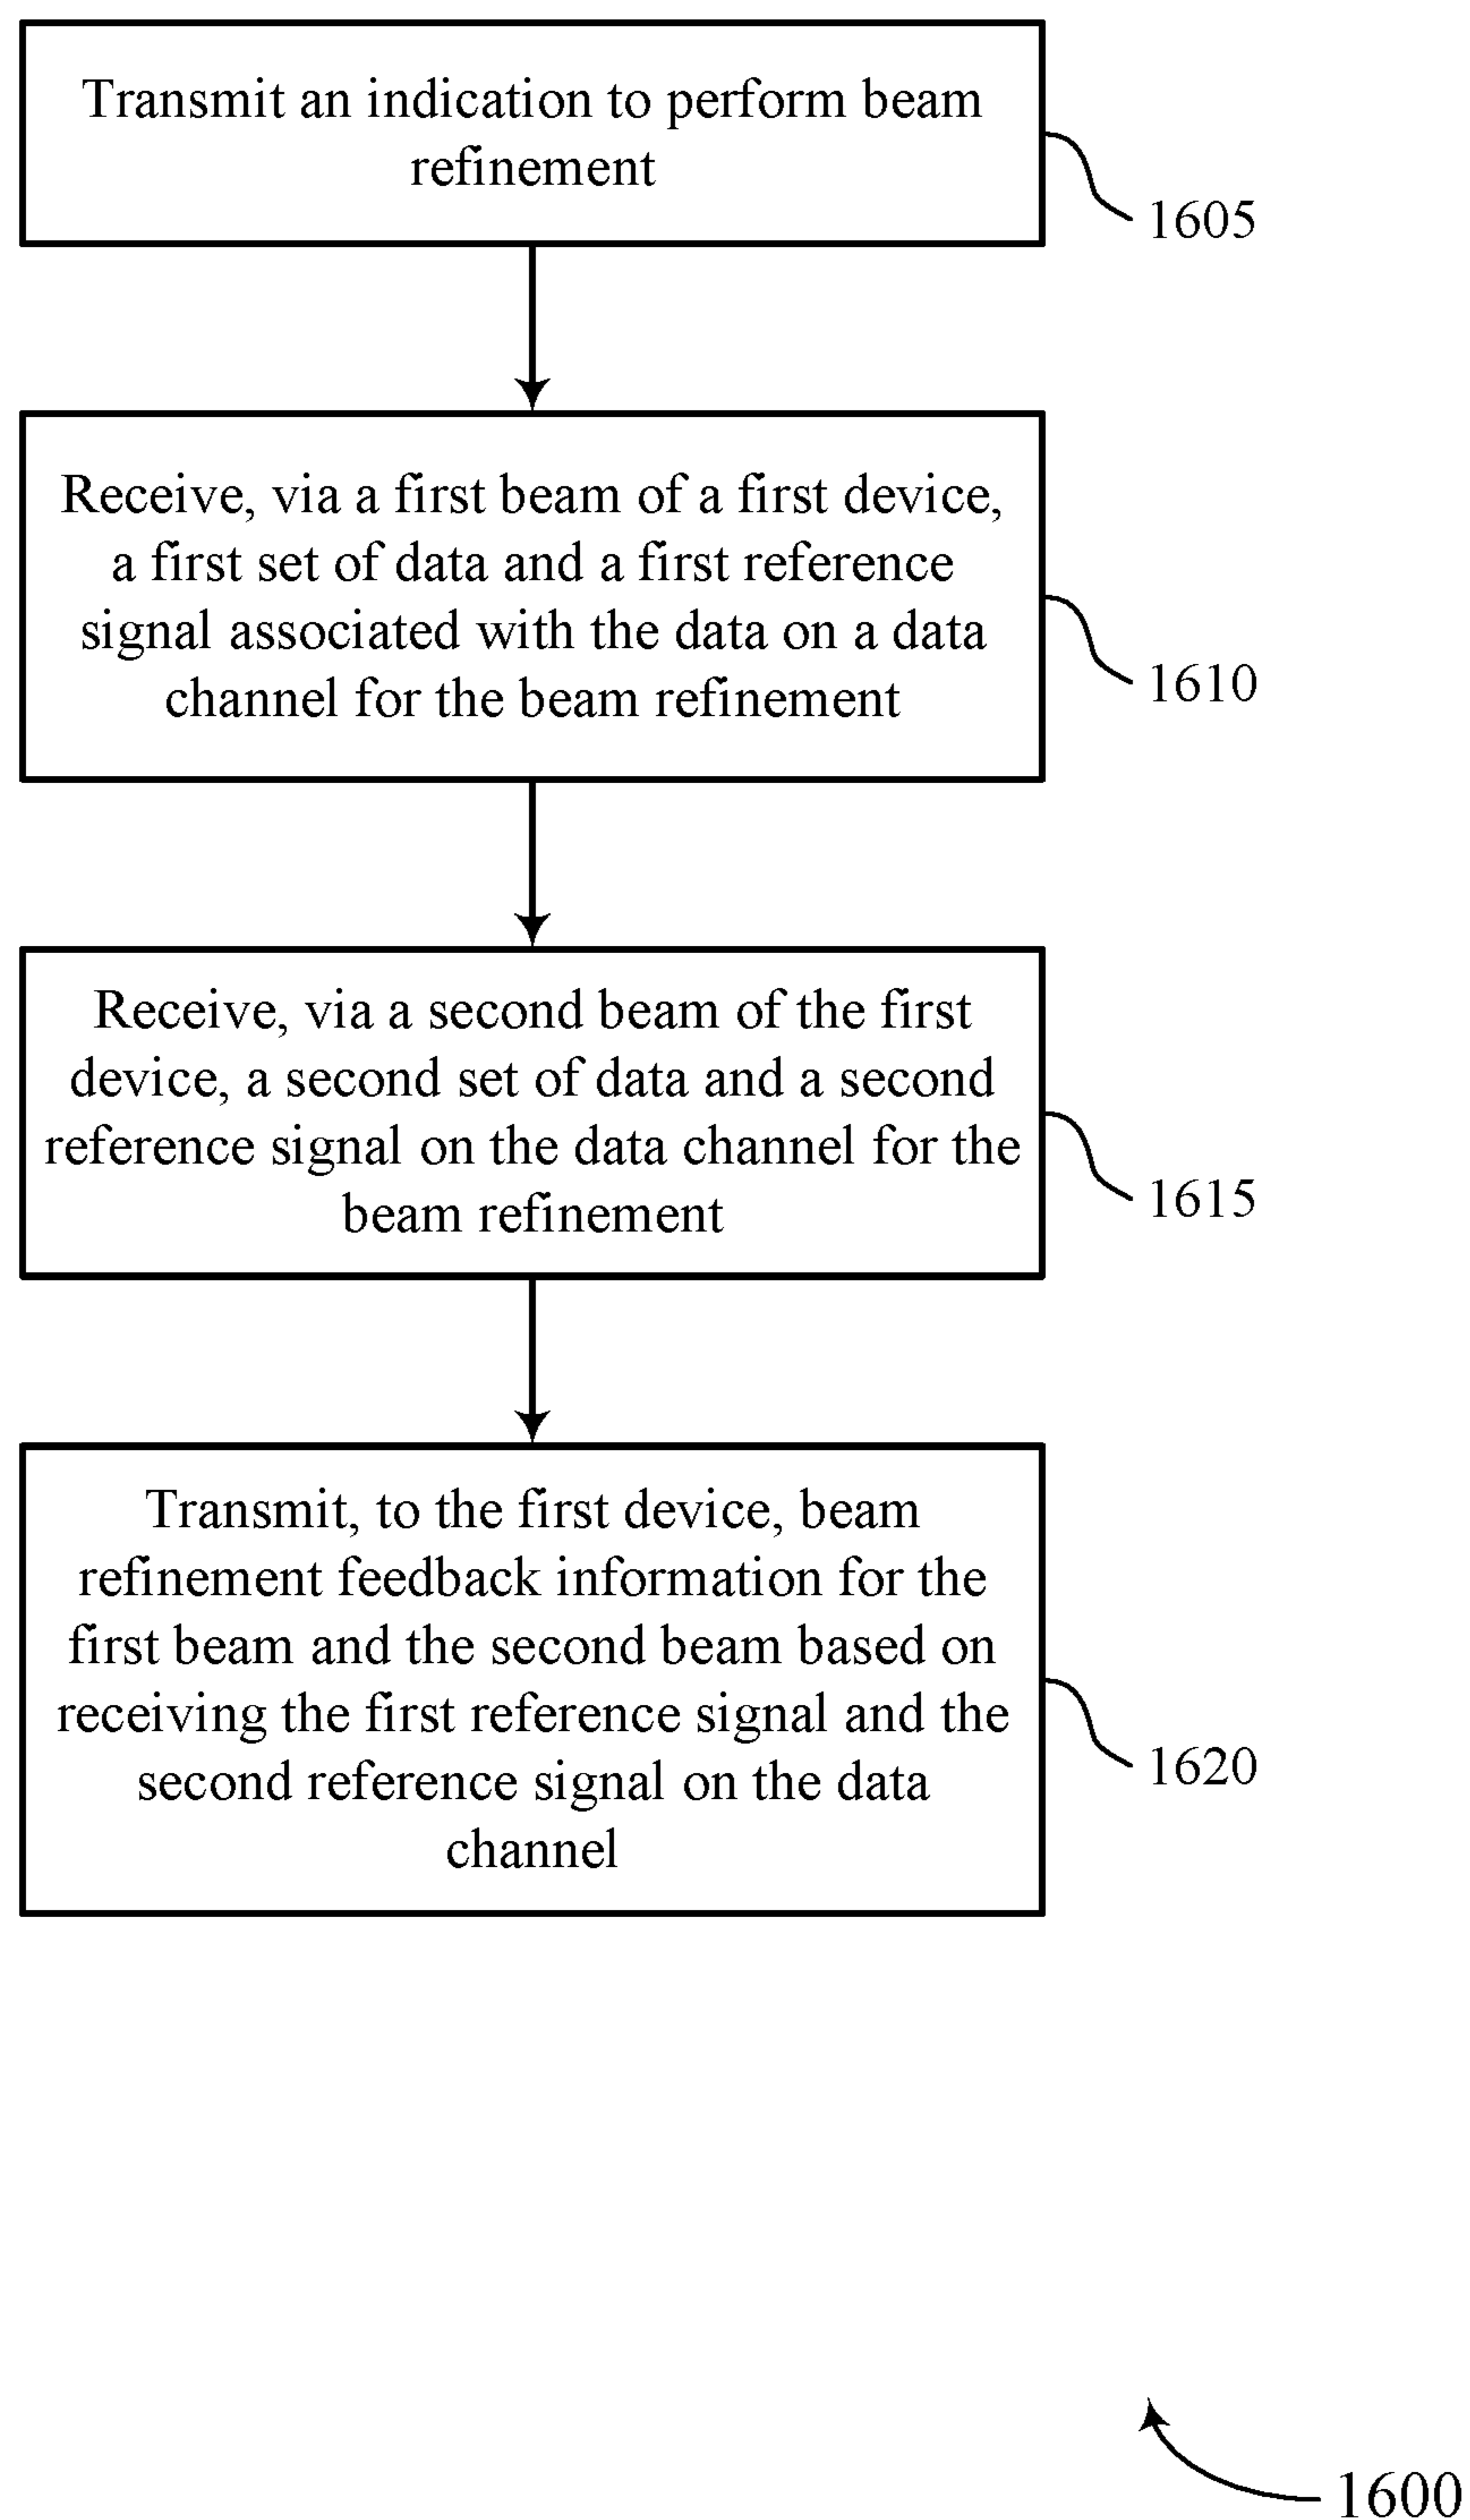 Transmit an indication to perform beam
refinement
1605
Receive, via a first beam of a first device,
a first set of data and a first reference
signal associated with the data on a data
channel for the beam refinement
1610
Receive, via a second beam of the first
device, a second set of data and a second
reference signal on the data channel for the
beam refinement
1615
Transmit, to the first device, beam
refinement feedback information for the
first beam and the second beam based on
receiving the first reference signal and the
second reference signal on the data
channel
1620
1600